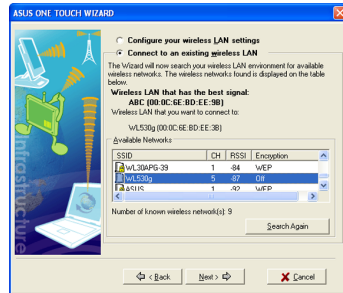 ASUS ONE TOUCH WIZARD
Configure your wireless LAN settings
Connect to an existing wireless LAN
The Wizard will now search your wireless LAN environment for available
wireless networks. The wireless networks found is displayed on the table
below.
Wireless LAN that has the best signal:
ABC (00:0C:6E:BD:EE:9B)
Wireless LAN that you want to connect to:
WL530g (00:0C:6E:BD:EE:3B)
Available Networks
SSID CH RSSI Encryption
WL30APG-39 1 -84 WEP
WL530g 5 -87 Off
ASUS 1 -92 WEP
Number of known wireless network(s): 9
Search Again
wireless
< Back Next > Cancel